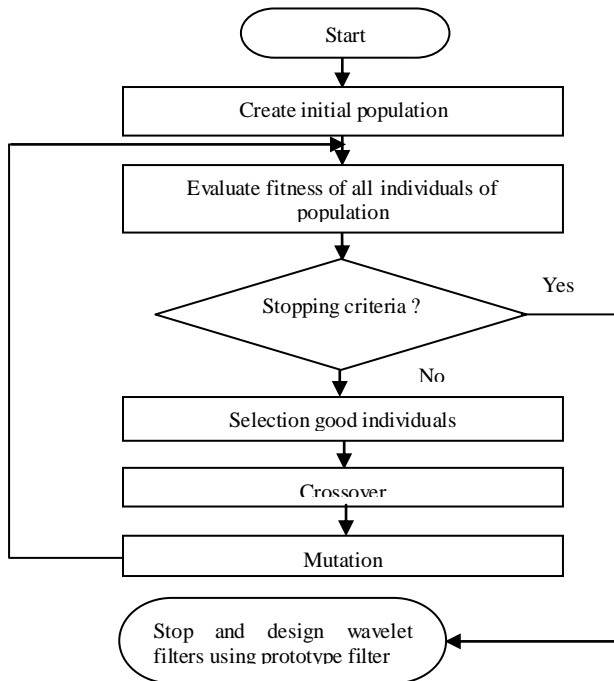 Start
Create initial population
Evaluate fitness of all individuals of
population
Stopping criteria ?
Yes
No
Selection good individuals
Crossover
Mutation
Stop and design wavelet
filters using prototype filter